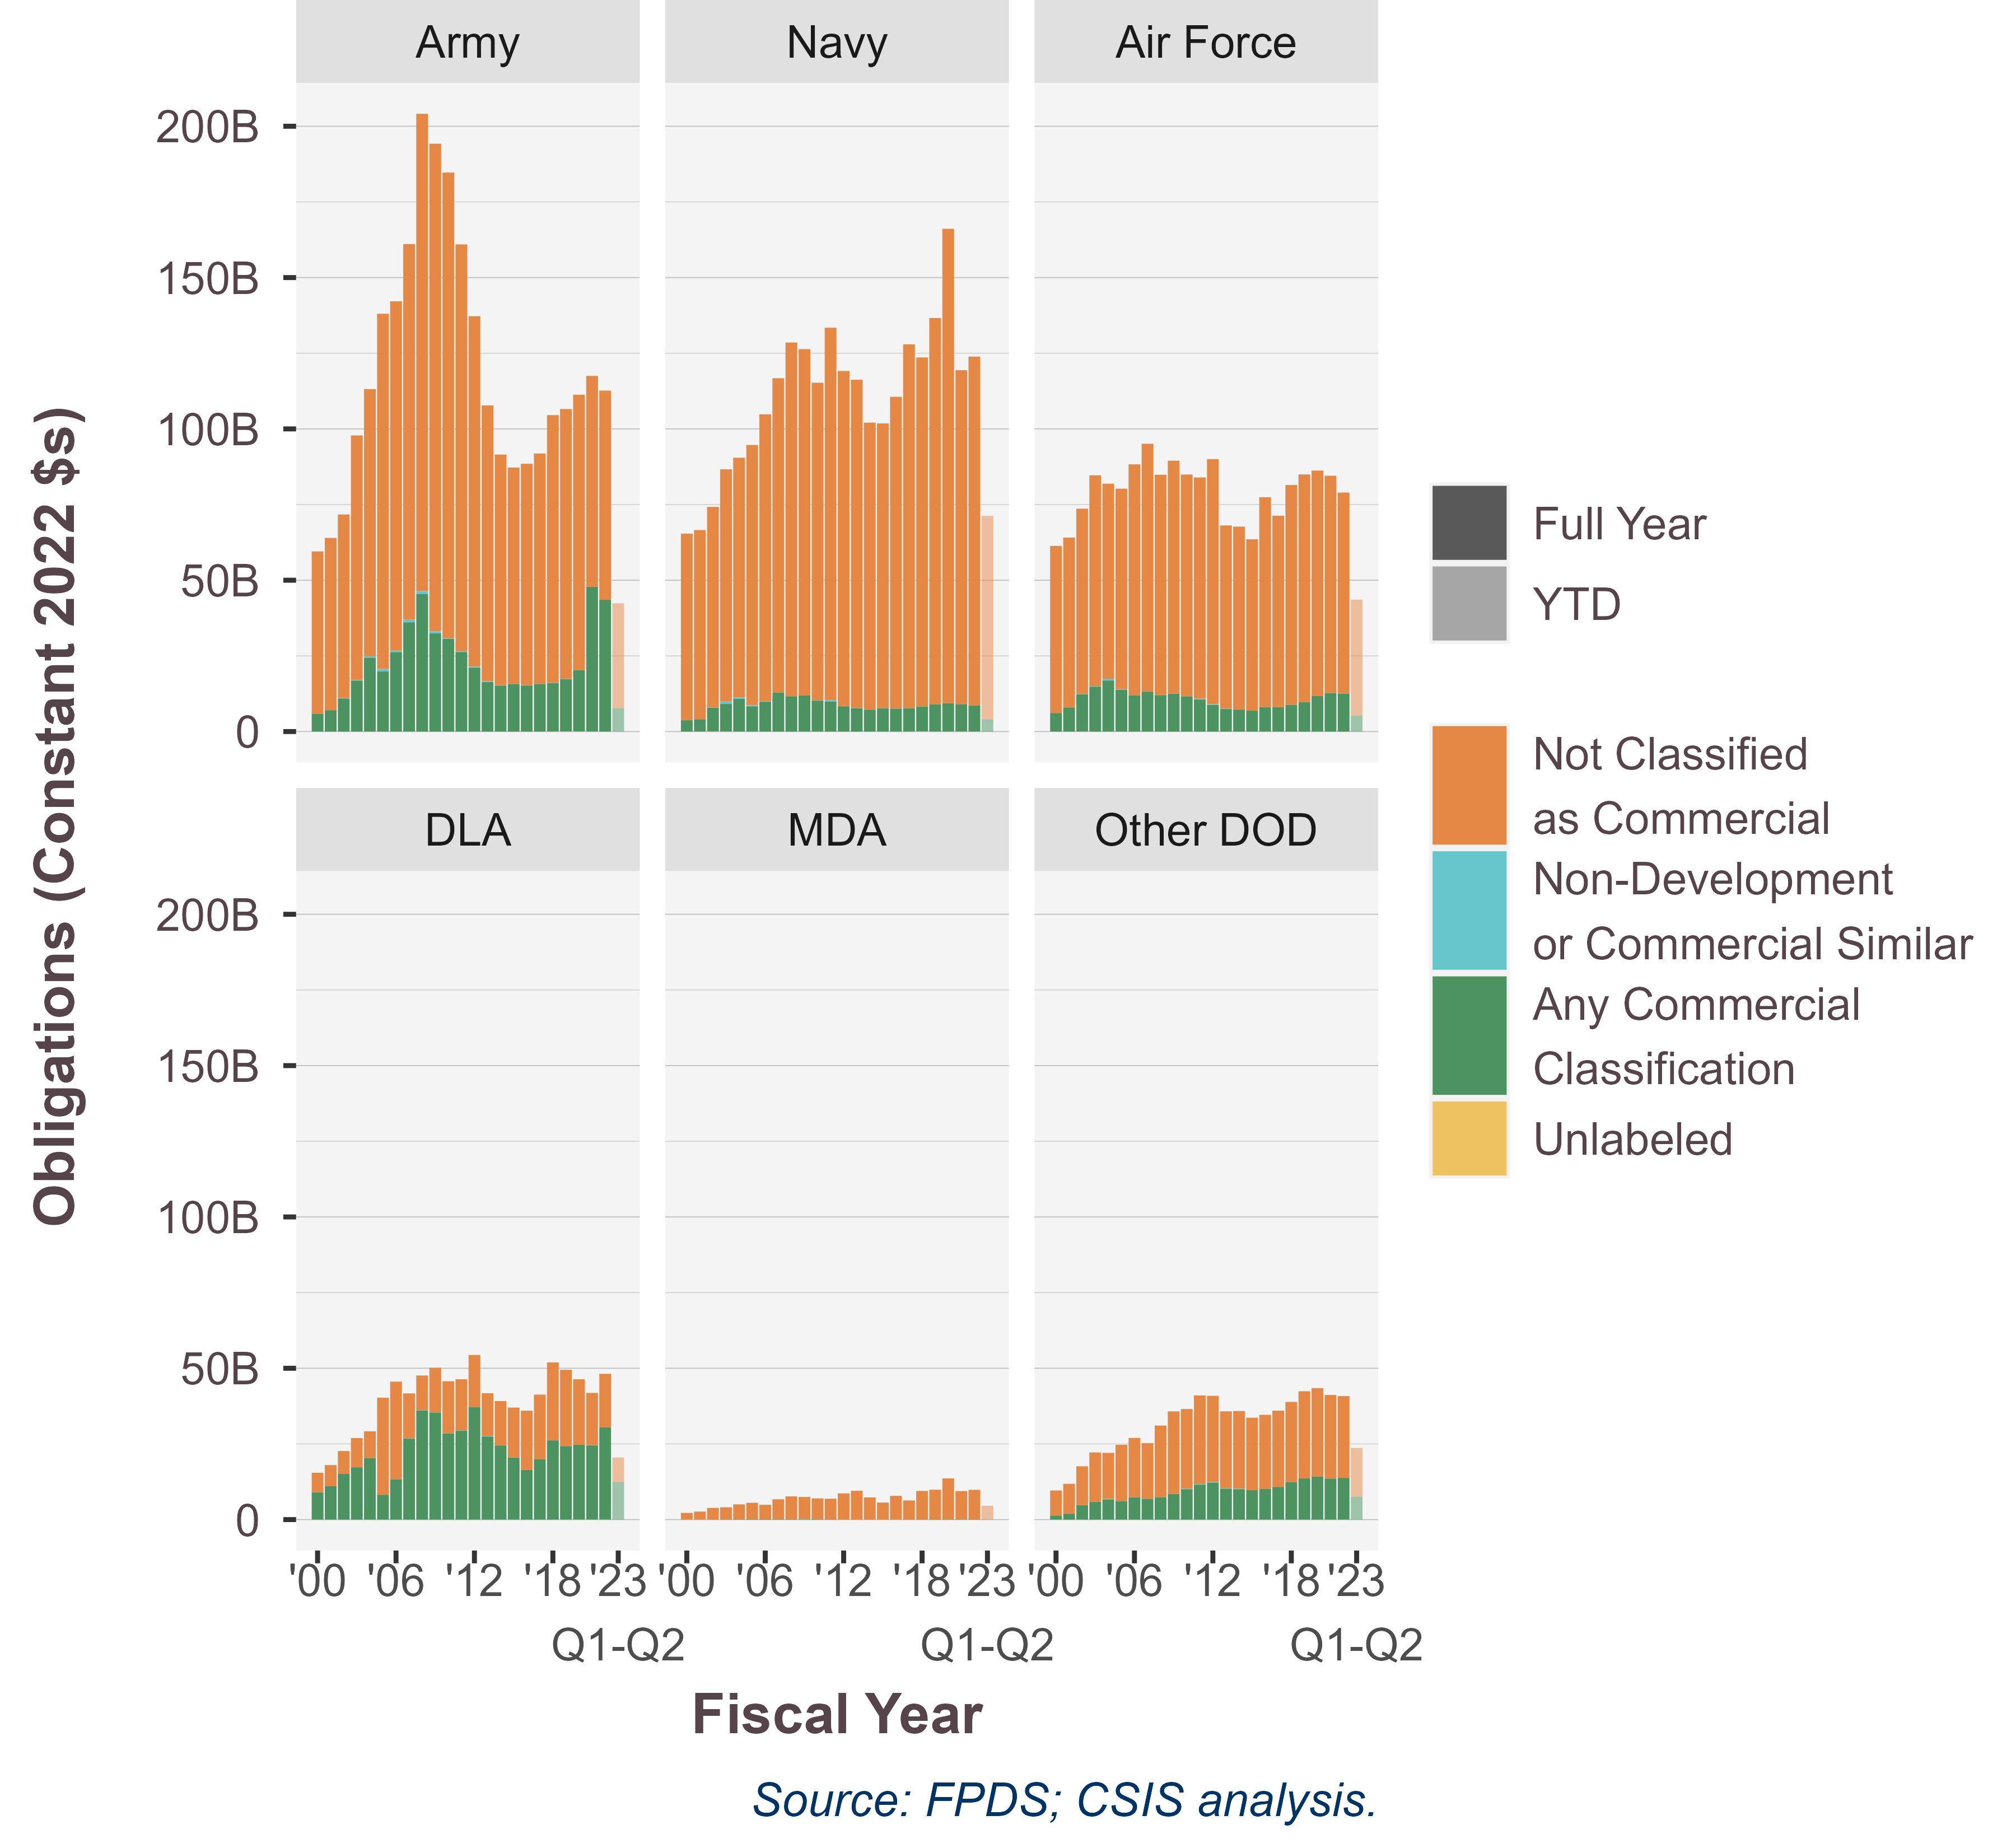 Army Navy Air Force
200B
150B
100B
50B
0
DLA MDA Other DOD
200B
150B
100B
50B
0
'00 '06 '12 '18 '23 '00 '06 '12 '18 '23 '00 '06 '12 '18 '23
Q1-Q2 Q1-Q2 Q1-Q2
Fiscal Year
Obligations (Constant 2022 $s)
Full Year
YTD
Not Classified
as Commercial
Non-Development
or Commercial Similar
Any Commercial
Classification
Unlabeled
Source: FPDS; CSIS analysis.